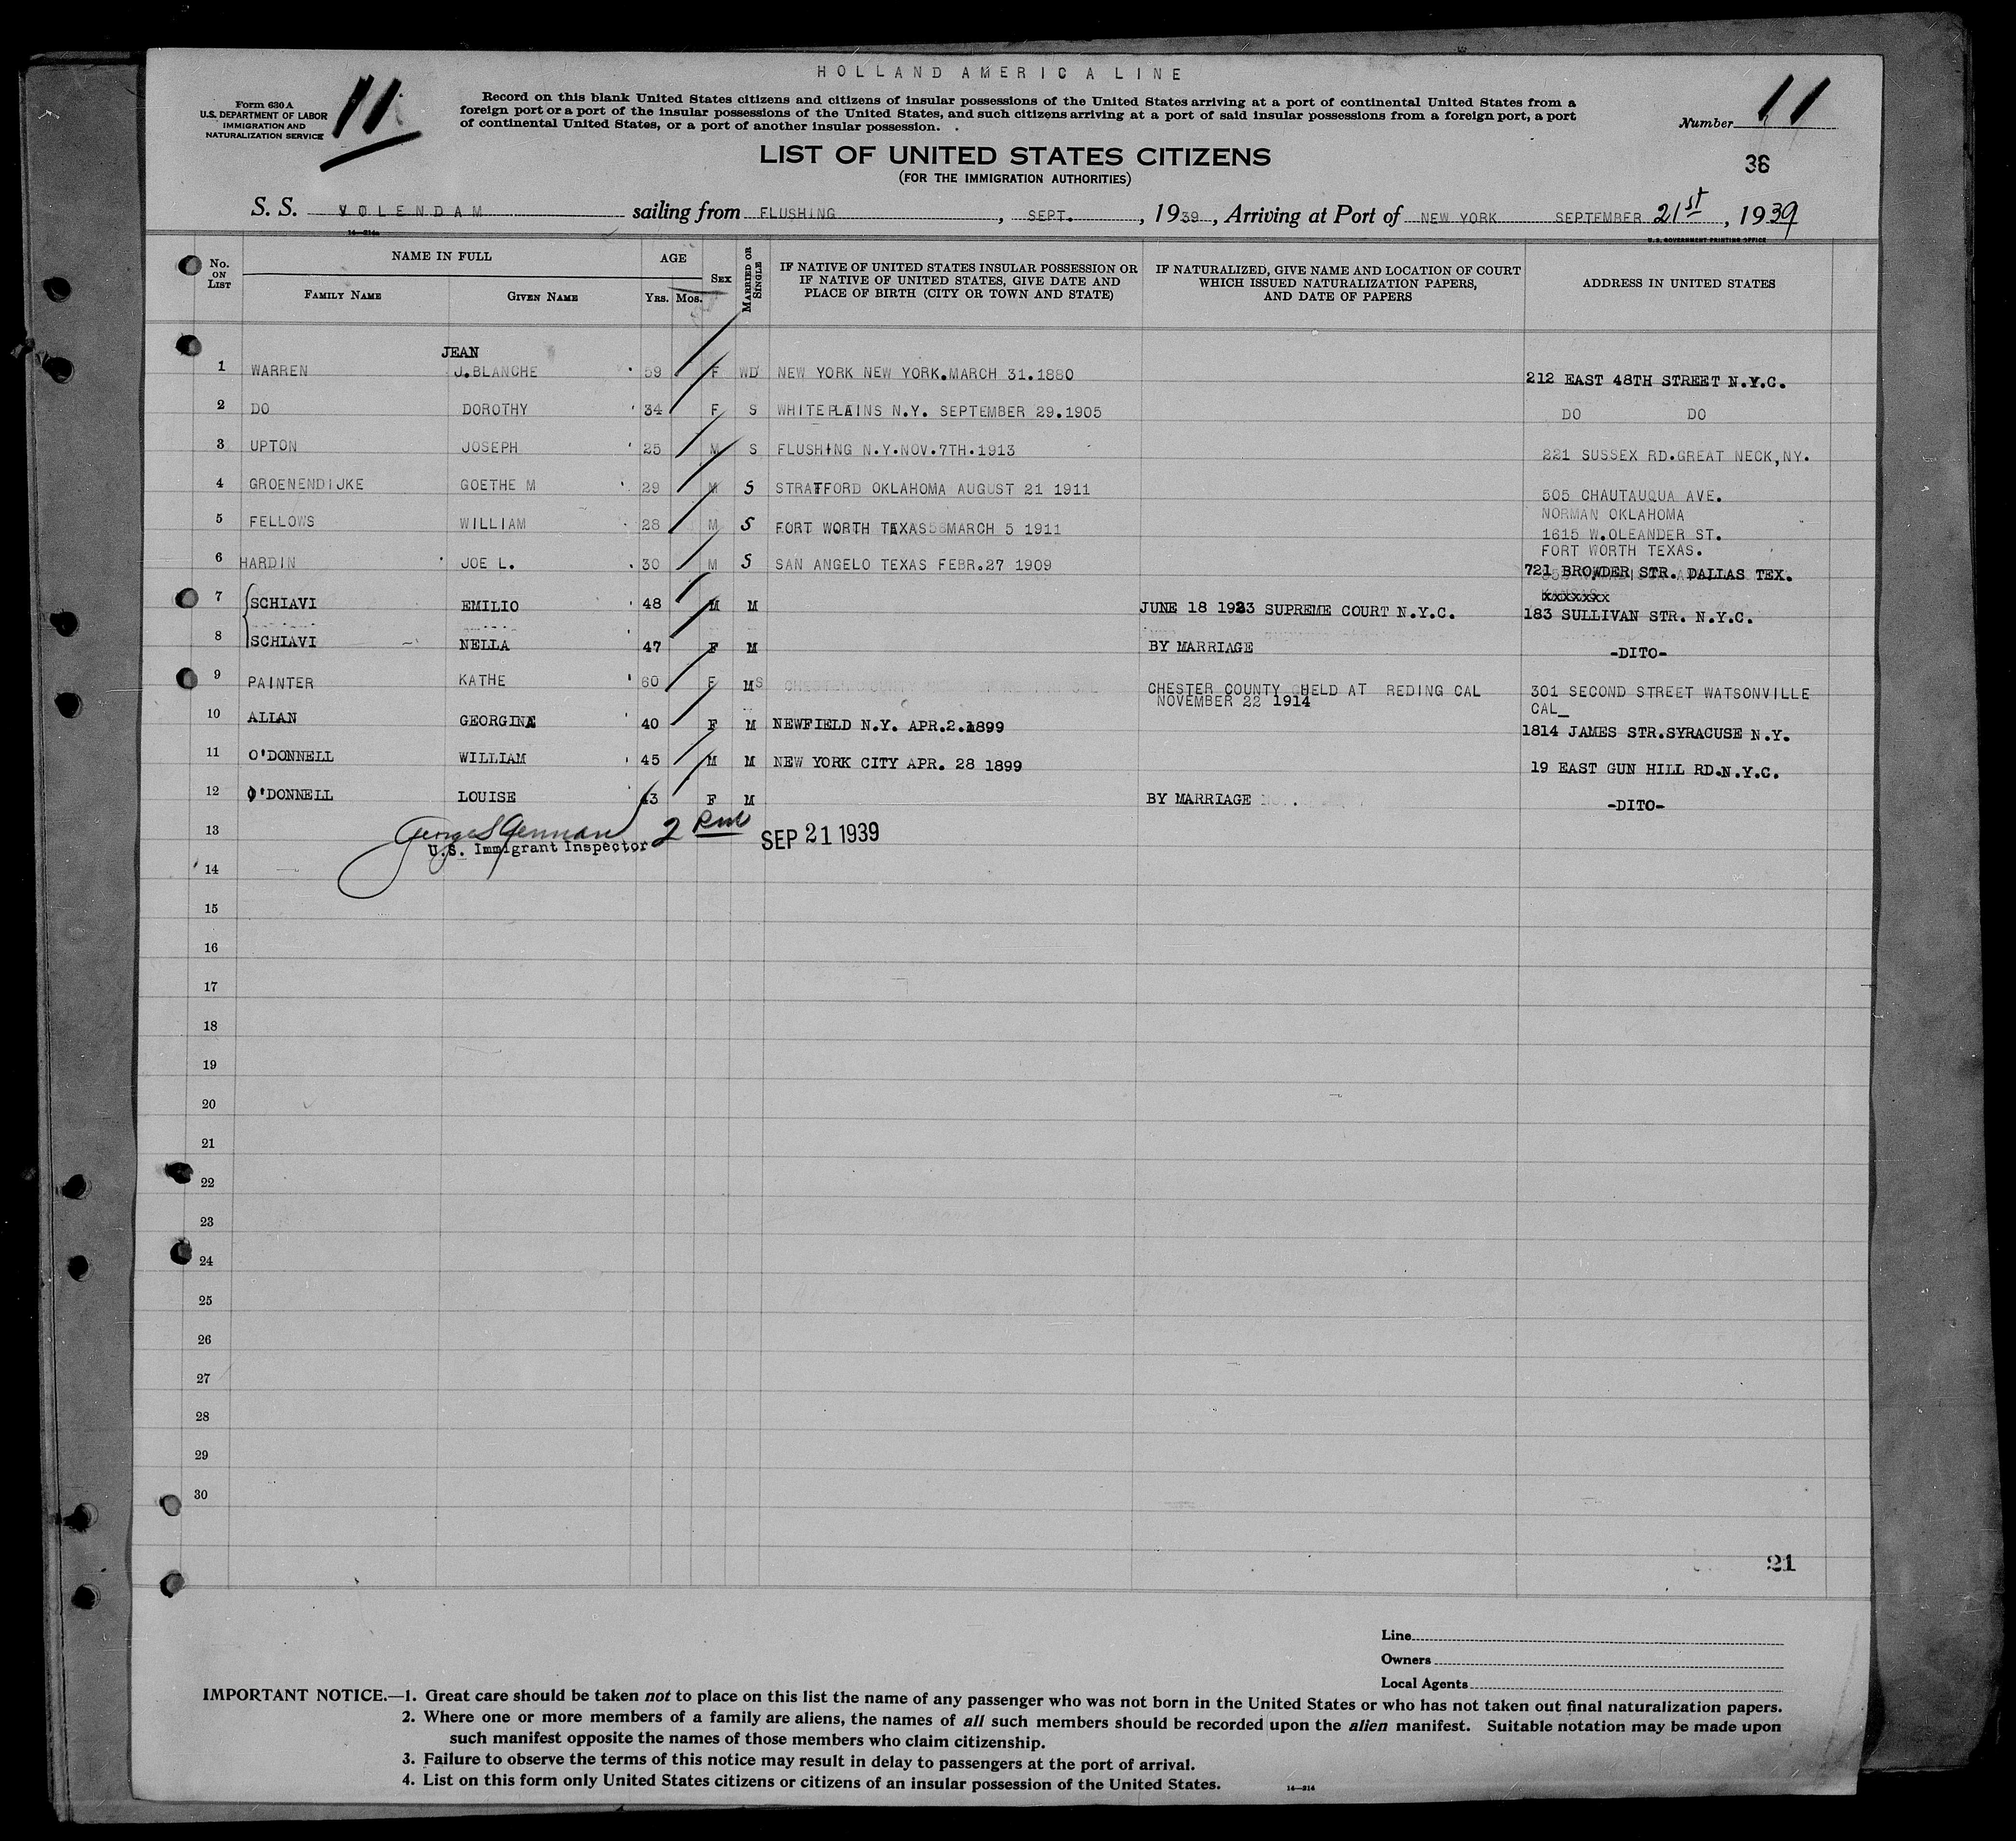 HOLLAND AMERICA LINE
Form 630 A
U.S. DEPARTMENT OF LABOR
IMMIGRATION AND
NATURALIZATION SERVICE
11
Record on this blank United States citizens and citizens of insular possessions of the United States arriving at a port of continental United States from a
foreign port or a port of the insular possessions of the United States, and such citizens arriving at a port of said insular possessions from a foreign port, a port
of continental United States, or a port of another insular possession.
Number 11
LIST OF UNITED STATES CITIZENS
(FOR THE IMMIGRATION AUTHORITIES)
36
S. S. VOLENDAM sailing from FLUSHING, SEPT., 1939, Arriving at Port of NEW YORK SEPTEMBER 21st, 1939
14—214a
U.S. GOVERNMENT PRINTING OFFICE
No. ON LIST
NAME IN FULL
FAMILY NAME GIVEN NAME
AGE
YRS. MOS.
SEX
MARRIED OR SINGLE
IF NATIVE OF UNITED STATES INSULAR POSSESSION OR
IF NATIVE OF UNITED STATES, GIVE DATE AND
PLACE OF BIRTH (CITY OR TOWN AND STATE)
IF NATURALIZED, GIVE NAME AND LOCATION OF COURT
WHICH ISSUED NATURALIZATION PAPERS,
AND DATE OF PAPERS
ADDRESS IN UNITED STATES
JEAN
1 WARREN J.BLANCHE 59 F WD NEW YORK NEW YORK.MARCH 31.1880 212 EAST 48TH STREET N.Y.C.
2 DO DOROTHY 34 F S WHITEPLAINS N.Y. SEPTEMBER 29.1905 DO DO
3 UPTON JOSEPH 25 M S FLUSHING N.Y.NOV.7TH.1913 221 SUSSEX RD.GREAT NECK,NY.
4 GROENENDIJKE GOETHE M 29 M S STRATFORD OKLAHOMA AUGUST 21 1911 505 CHAUTAUQUA AVE.
NORMAN OKLAHOMA
5 FELLOWS WILLIAM 28 M S FORT WORTH TEXAS MARCH 5 1911 1615 W.OLEANDER ST.
FORT WORTH TEXAS.
6 HARDIN JOE L. 30 M S SAN ANGELO TEXAS FEBR.27 1909 721 BROWDER STR. DALLAS TEX.
xxxxxxx
7 SCHIAVI EMILIO 48 M M JUNE 18 1923 SUPREME COURT N.Y.C. 183 SULLIVAN STR. N.Y.C.
8 SCHIAVI NELLA 47 F M BY MARRIAGE -DITO-
9 PAINTER KATHE 60 F M S CHESTER COUNTY HELD AT REDING CAL 301 SECOND STREET WATSONVILLE
NOVEMBER 22 1914 CAL_
10 ALLAN GEORGINA 40 F M NEWFIELD N.Y. APR.2.1899 1814 JAMES STR.SYRACUSE N.Y.
11 O'DONNELL WILLIAM 45 M M NEW YORK CITY APR. 28 1899 19 EAST GUN HILL RD.N.Y.C.
12 O'DONNELL LOUISE 43 F M BY MARRIAGE -DITO-
13
U.S. Immigrant Inspector 2 SEP 21 1939
14
15
16
17
18
19
20
21
22
23
24
25
26
27
28
29
30
21
Line
Owners
Local Agents
IMPORTANT NOTICE.—1. Great care should be taken not to place on this list the name of any passenger who was not born in the United States or who has not taken out final naturalization papers.
2. Where one or more members of a family are aliens, the names of all such members should be recorded upon the alien manifest. Suitable notation may be made upon
such manifest opposite the names of those members who claim citizenship.
3. Failure to observe the terms of this notice may result in delay to passengers at the port of arrival.
4. List on this form only United States citizens or citizens of an insular possession of the United States.
14—214